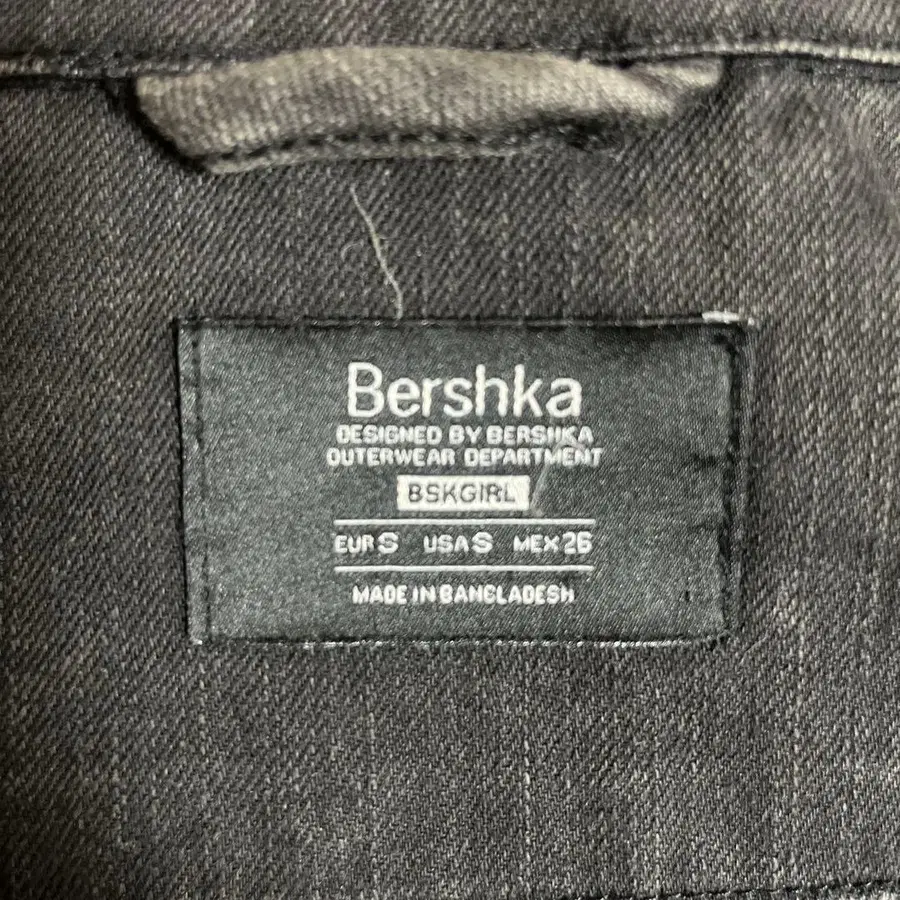 Bershka
DESIGNED BY BERSHKA
OUTERWEAR DEPARTMENT
BSKGIRL
EUR S USA S MEX 26
MADE IN BANGLADESH